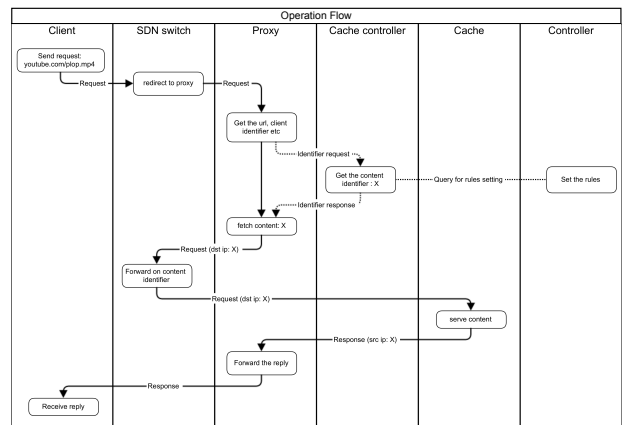 Operation Flow
Client
SDN switch
Proxy
Cache controller
Cache
Controller
Send request:
youtube.com/plop.mp4
Request
redirect to proxy
Request
Get the url, client
identifier etc
Identifier request
Get the content
identifier : X
Query for rules setting
Set the rules
Identifier response
fetch content: X
Request (dst ip: X)
Forward on content
identifier
Request (dst ip: X)
serve content
Response (src ip: X)
Forward the reply
Response
Receive reply